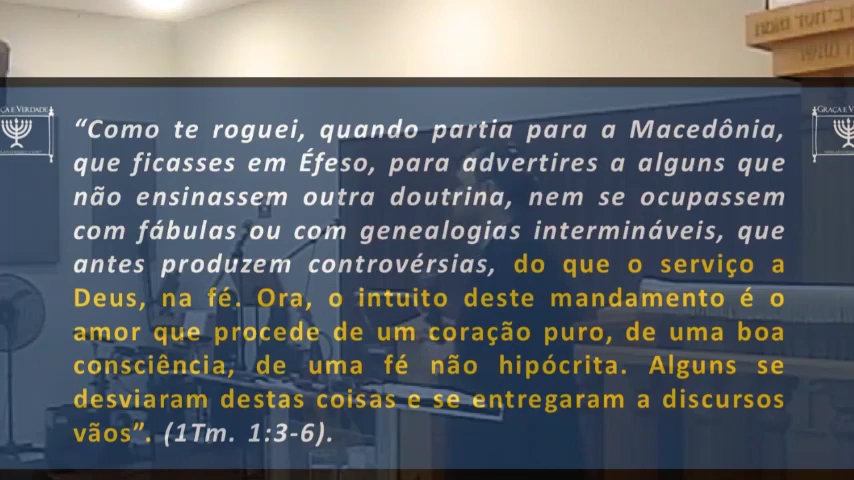 “Como te roguei, quando partia para a Macedônia,
que ficasses em Éfeso, para advertires a alguns que
não ensinassem outra doutrina, nem se ocupassem
com fábulas ou com genealogias intermináveis, que
antes produzem controvérsias, do que o serviço a
Deus, na fé. Ora, o intuito deste mandamento é o
amor que procede de um coração puro, de uma boa
consciência, de uma fé não hipócrita. Alguns se
desviaram destas coisas e se entregaram a discursos
vãos”. (1Tm. 1:3-6).
ÇA E VERDADE
GRAÇA E V